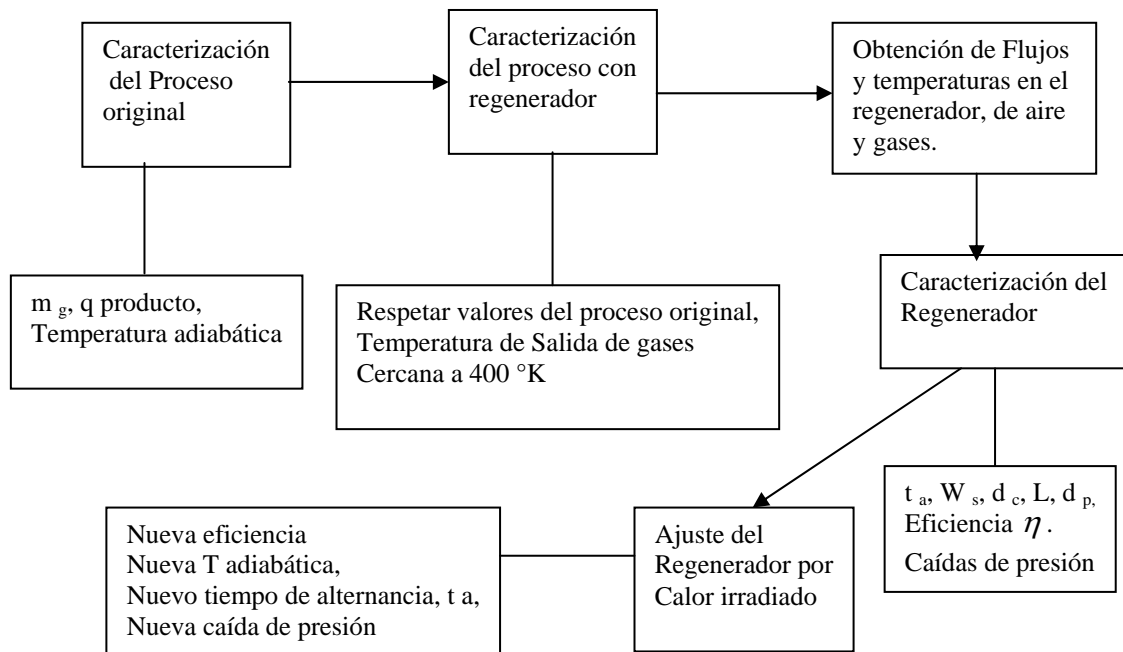 Caracterización
del Proceso
original
Caracterización
del proceso con
regenerador
Obtención de Flujos
y temperaturas en el
regenerador, de aire
y gases.
m g, q producto,
Temperatura adiabática
Respetar valores del proceso original,
Temperatura de Salida de gases
Cercana a 400 °K
Caracterización del
Regenerador
t a, W s, d c, L, d p,
Eficiencia η .
Caídas de presión
Ajuste del
Regenerador por
Calor irradiado
Nueva eficiencia
Nueva T adiabática,
Nuevo tiempo de alternancia, t a,
Nueva caída de presión